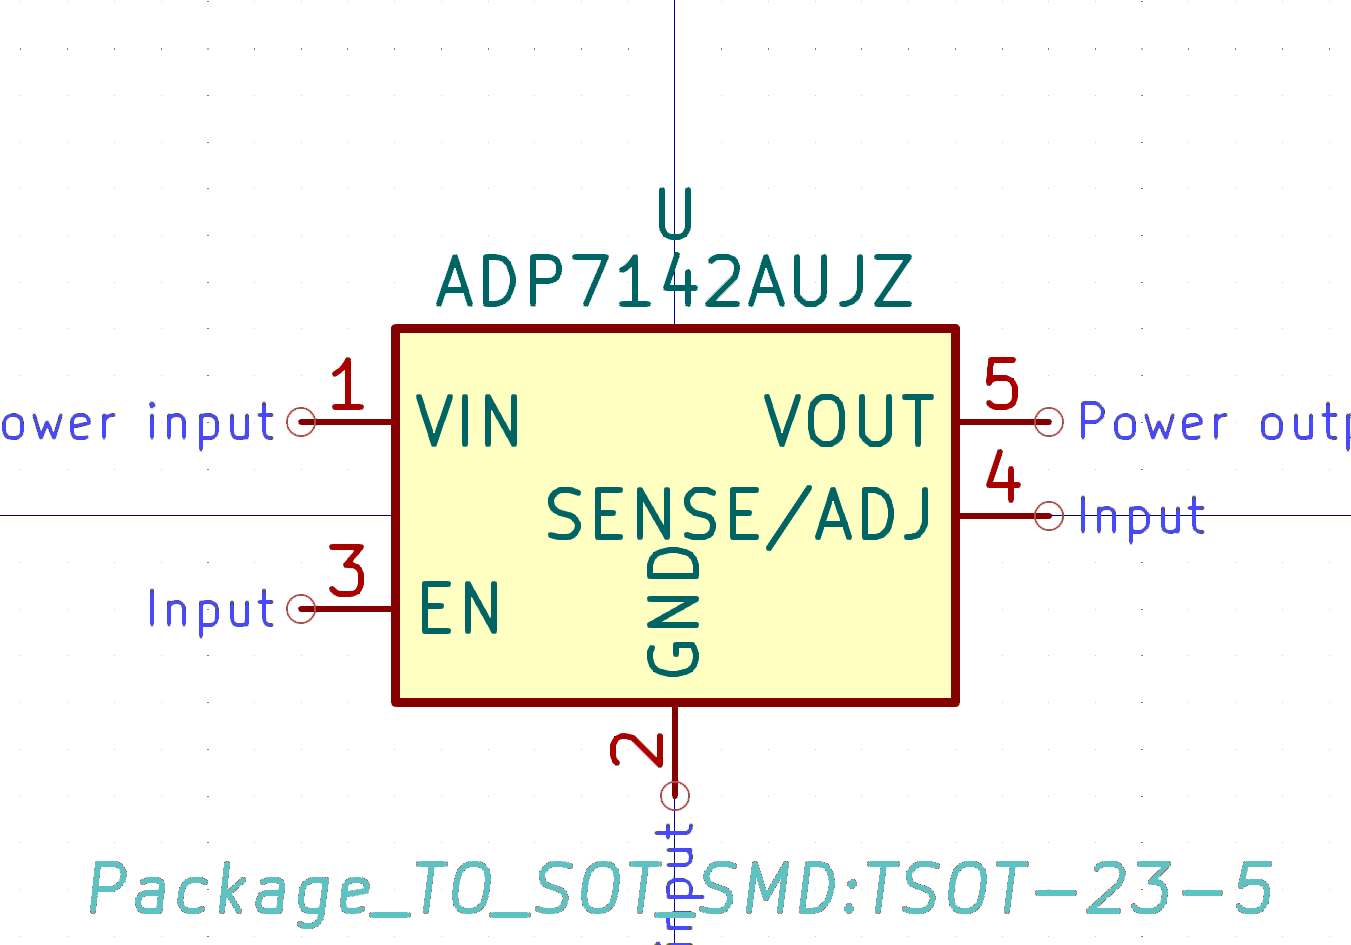 U
ADP7142AUJZ
1
5
ower input
VIN
VOUT
Power outp
4
SENSE/ADJ
Input
3
Input
EN
GND
2
input
Package_TO_SOT_SMD:TSOT-23-5